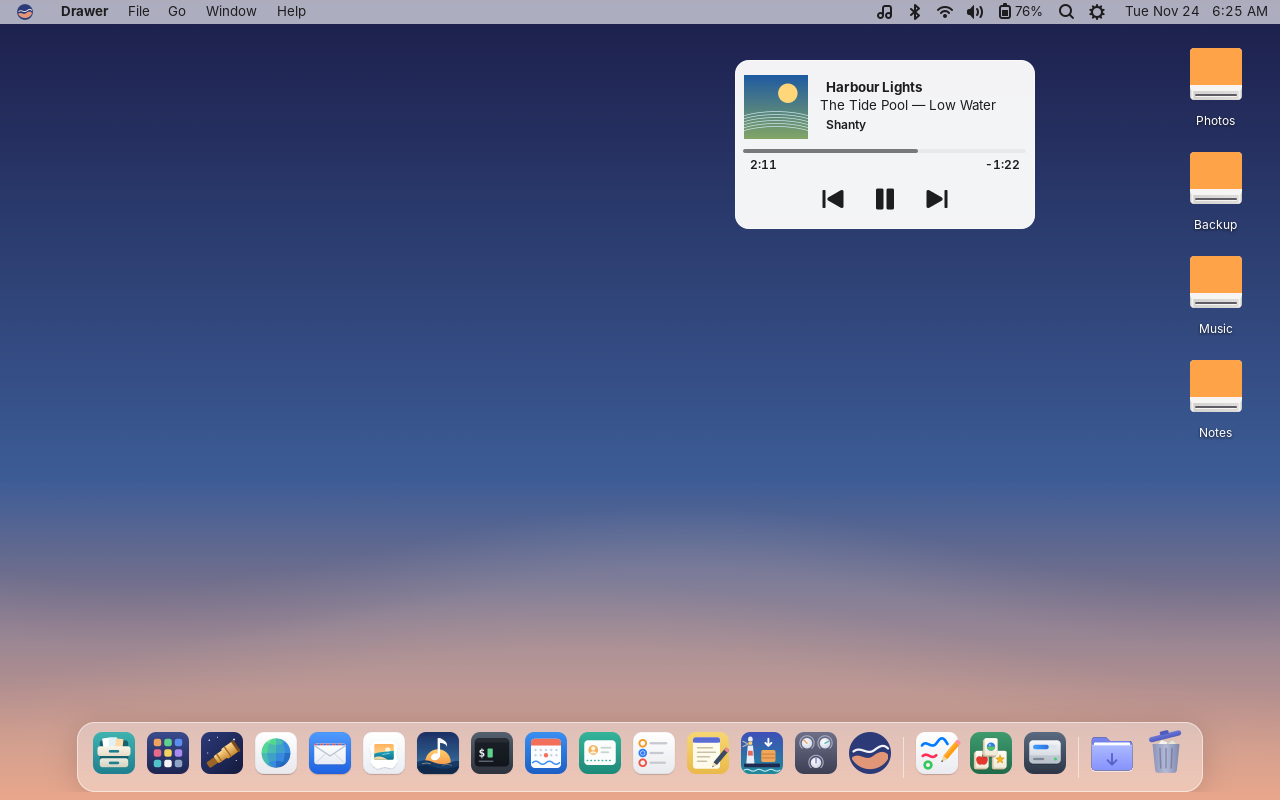 Drawer File Go Window Help 76% Tue Nov 24 6:25 AM
Harbour Lights
The Tide Pool — Low Water
Shanty
2:11 -1:22
Photos
Backup
Music
Notes
$